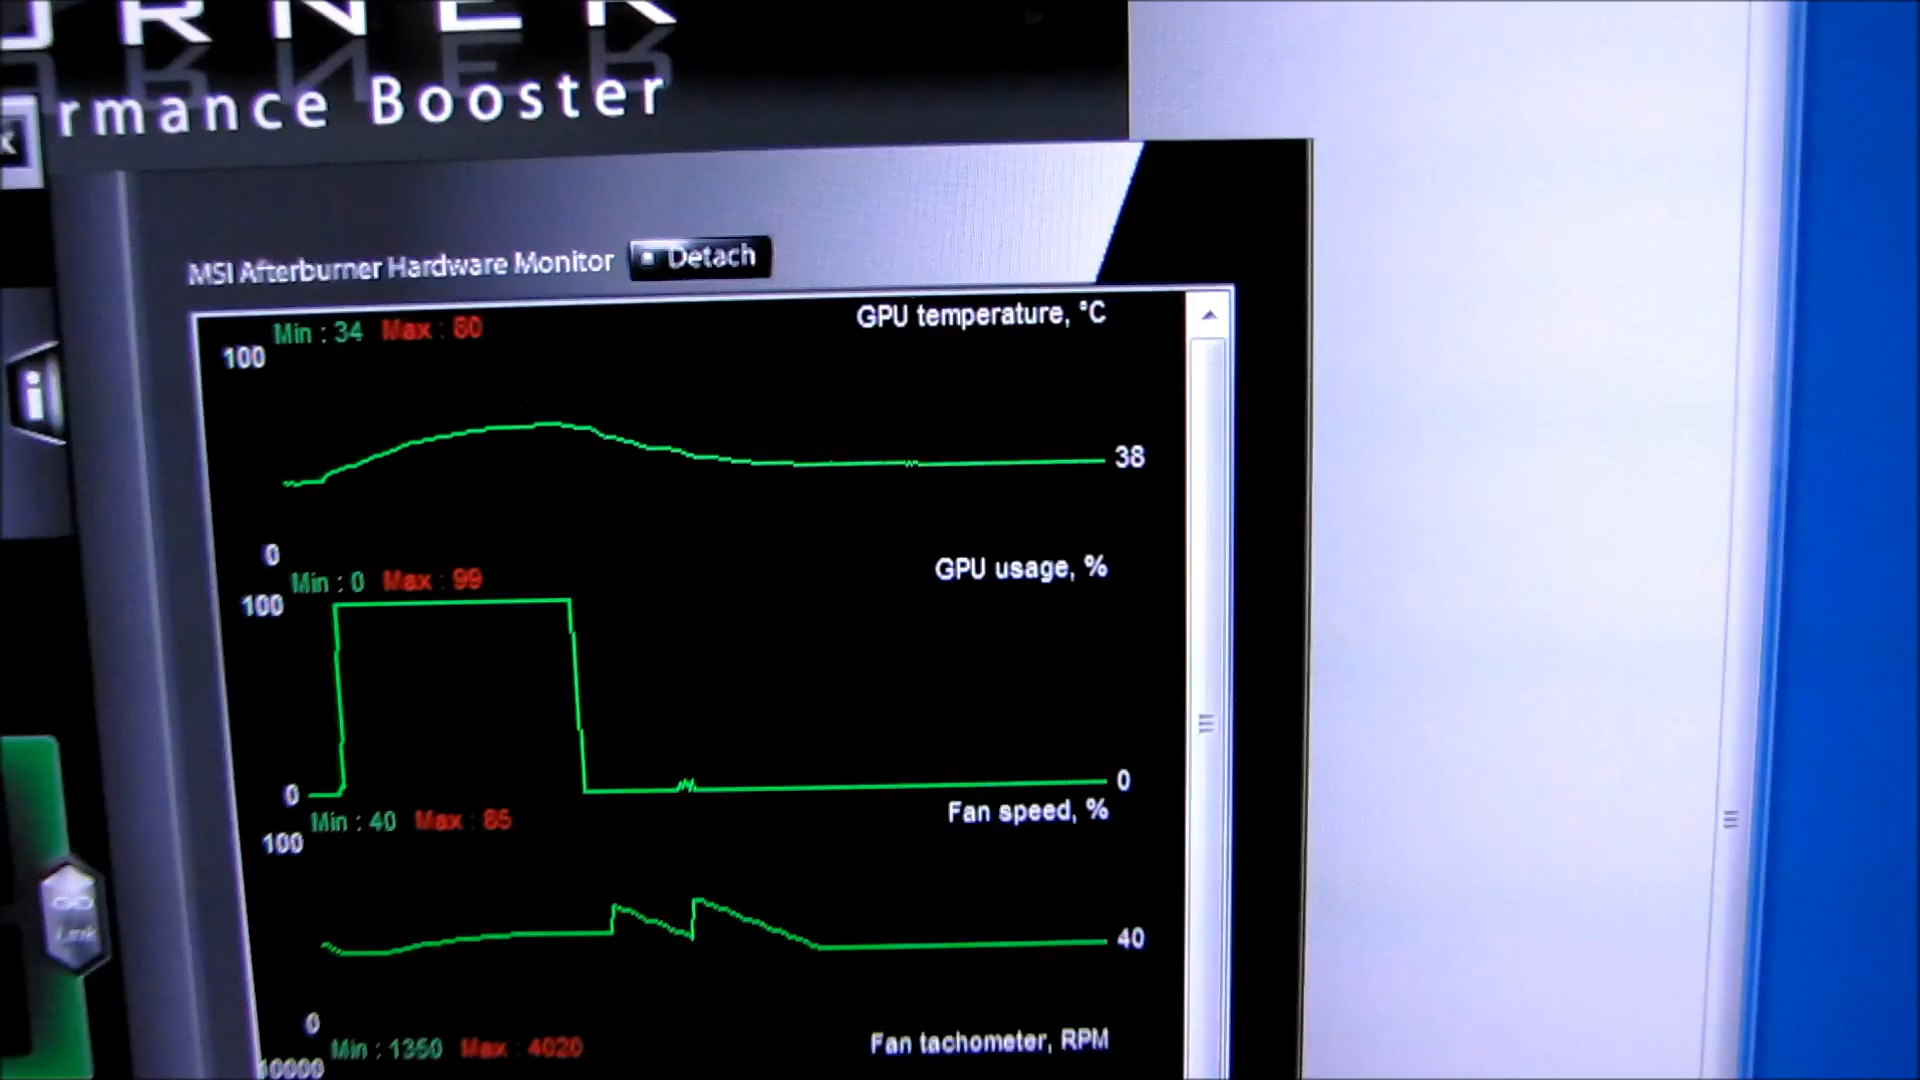 URNER
rmance Booster
K
MSI Afterburner Hardware Monitor Detach
Min : 34 Max : 80 GPU temperature, °C
100
38
0
Min : 0 Max : 99 GPU usage, %
100
0 0
Min : 40 Max : 85 Fan speed, %
100
40
0
Min : 1350 Max : 4020 Fan tachometer, RPM
10000
i
Link